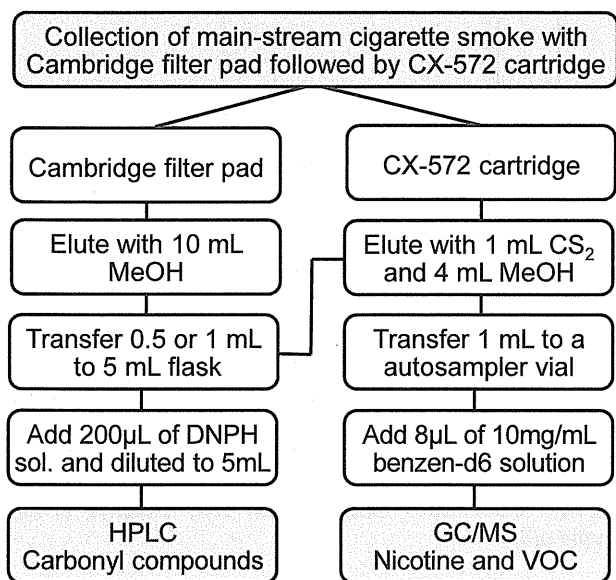 Collection of main-stream cigarette smoke with
Cambridge filter pad followed by CX-572 cartridge
Cambridge filter pad
Elute with 10 mL
MeOH
Transfer 0.5 or 1 mL
to 5 mL flask
Add 200µL of DNPH
sol. and diluted to 5mL
HPLC
Carbonyl compounds
CX-572 cartridge
Elute with 1 mL CS₂
and 4 mL MeOH
Transfer 1 mL to a
autosampler vial
Add 8µL of 10mg/mL
benzen-d6 solution
GC/MS
Nicotine and VOC